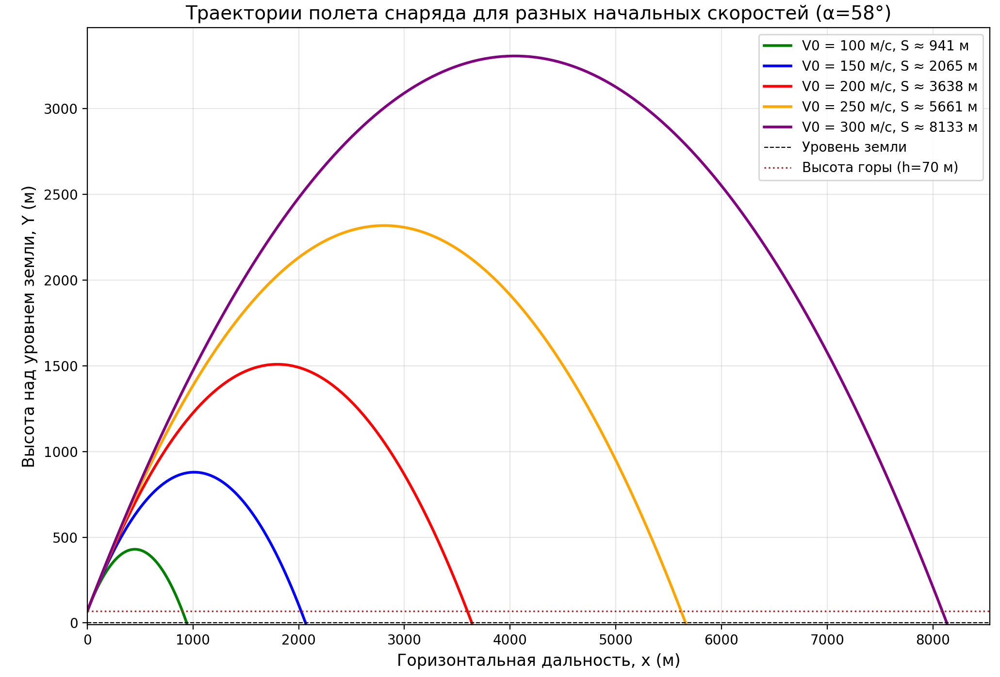 Траектории полета снаряда для разных начальных скоростей (α=58°)
V0 = 100 м/с, S ≈ 941 м
V0 = 150 м/с, S ≈ 2065 м
V0 = 200 м/с, S ≈ 3638 м
V0 = 250 м/с, S ≈ 5661 м
V0 = 300 м/с, S ≈ 8133 м
Уровень земли
Высота горы (h=70 м)
Высота над уровнем земли, Y (м)
3000
2500
2000
1500
1000
500
0
0 1000 2000 3000 4000 5000 6000 7000 8000
Горизонтальная дальность, x (м)